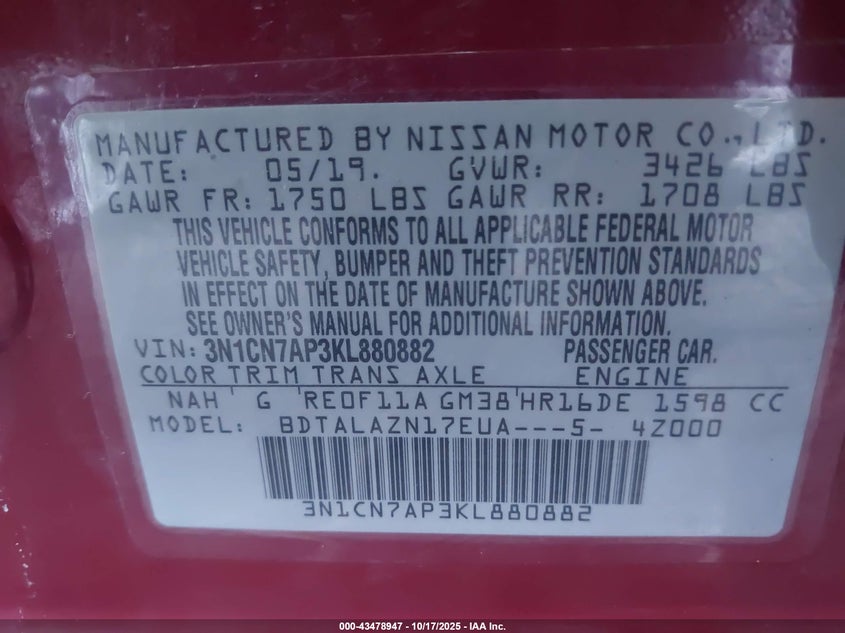 MANUFACTURED BY NISSAN MOTOR CO., LTD.
DATE: 05/19. GVWR: 3426 LBS
GAWR FR: 1750 LBS GAWR RR: 1708 LBS
THIS VEHICLE CONFORMS TO ALL APPLICABLE FEDERAL MOTOR
VEHICLE SAFETY, BUMPER AND THEFT PREVENTION STANDARDS
IN EFFECT ON THE DATE OF MANUFACTURE SHOWN ABOVE.
SEE OWNER'S MANUAL FOR ADDITIONAL INFORMATION.
VIN: 3N1CN7AP3KL880882 PASSENGER CAR.
COLOR TRIM TRANS AXLE ENGINE
NAH G RE0F11A GM38 HR16DE 1598 CC
MODEL: BDTALAZN17EUA---5- 4Z000
3N1CN7AP3KL880882
000-43478947 - 10/17/2025 - IAA Inc.